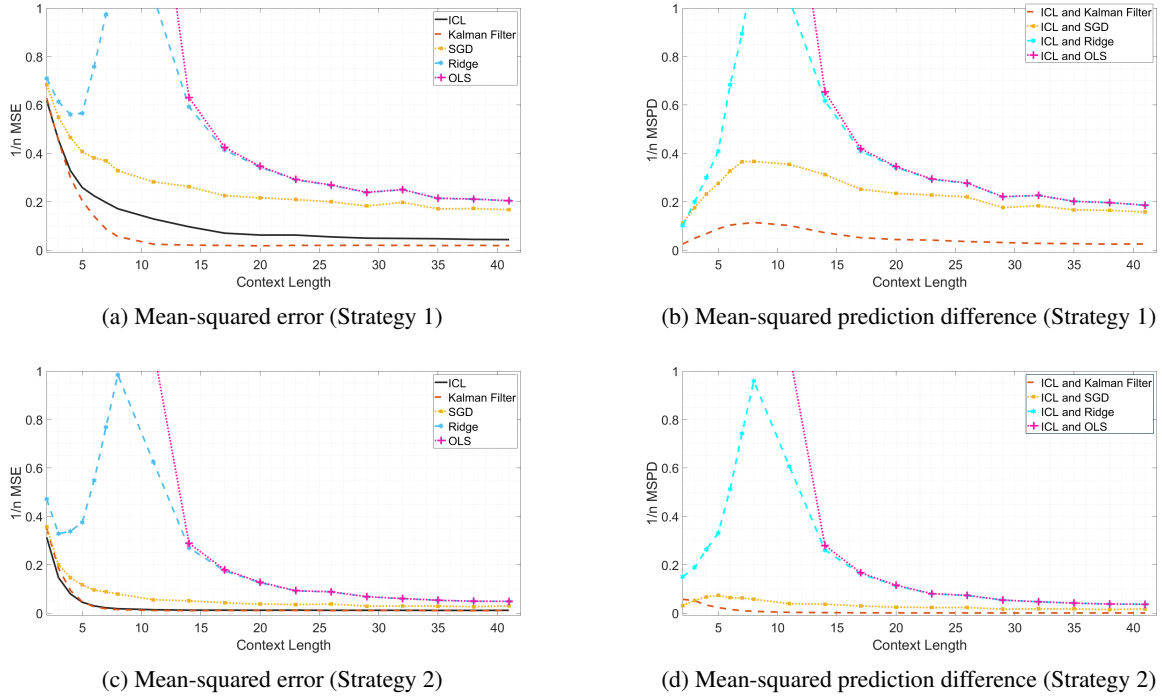 1
0.8
0.6
0.4
0.2
0
1/n MSE
5 10 15 20 25 30 35 40
Context Length
ICL
Kalman Filter
SGD
Ridge
OLS
(a) Mean-squared error (Strategy 1)
1
0.8
0.6
0.4
0.2
0
1/n MSPD
5 10 15 20 25 30 35 40
Context Length
ICL and Kalman Filter
ICL and SGD
ICL and Ridge
ICL and OLS
(b) Mean-squared prediction difference (Strategy 1)
1
0.8
0.6
0.4
0.2
0
1/n MSE
5 10 15 20 25 30 35 40
Context Length
ICL
Kalman Filter
SGD
Ridge
OLS
(c) Mean-squared error (Strategy 2)
1
0.8
0.6
0.4
0.2
0
1/n MSPD
5 10 15 20 25 30 35 40
Context Length
ICL and Kalman Filter
ICL and SGD
ICL and Ridge
ICL and OLS
(d) Mean-squared prediction difference (Strategy 2)